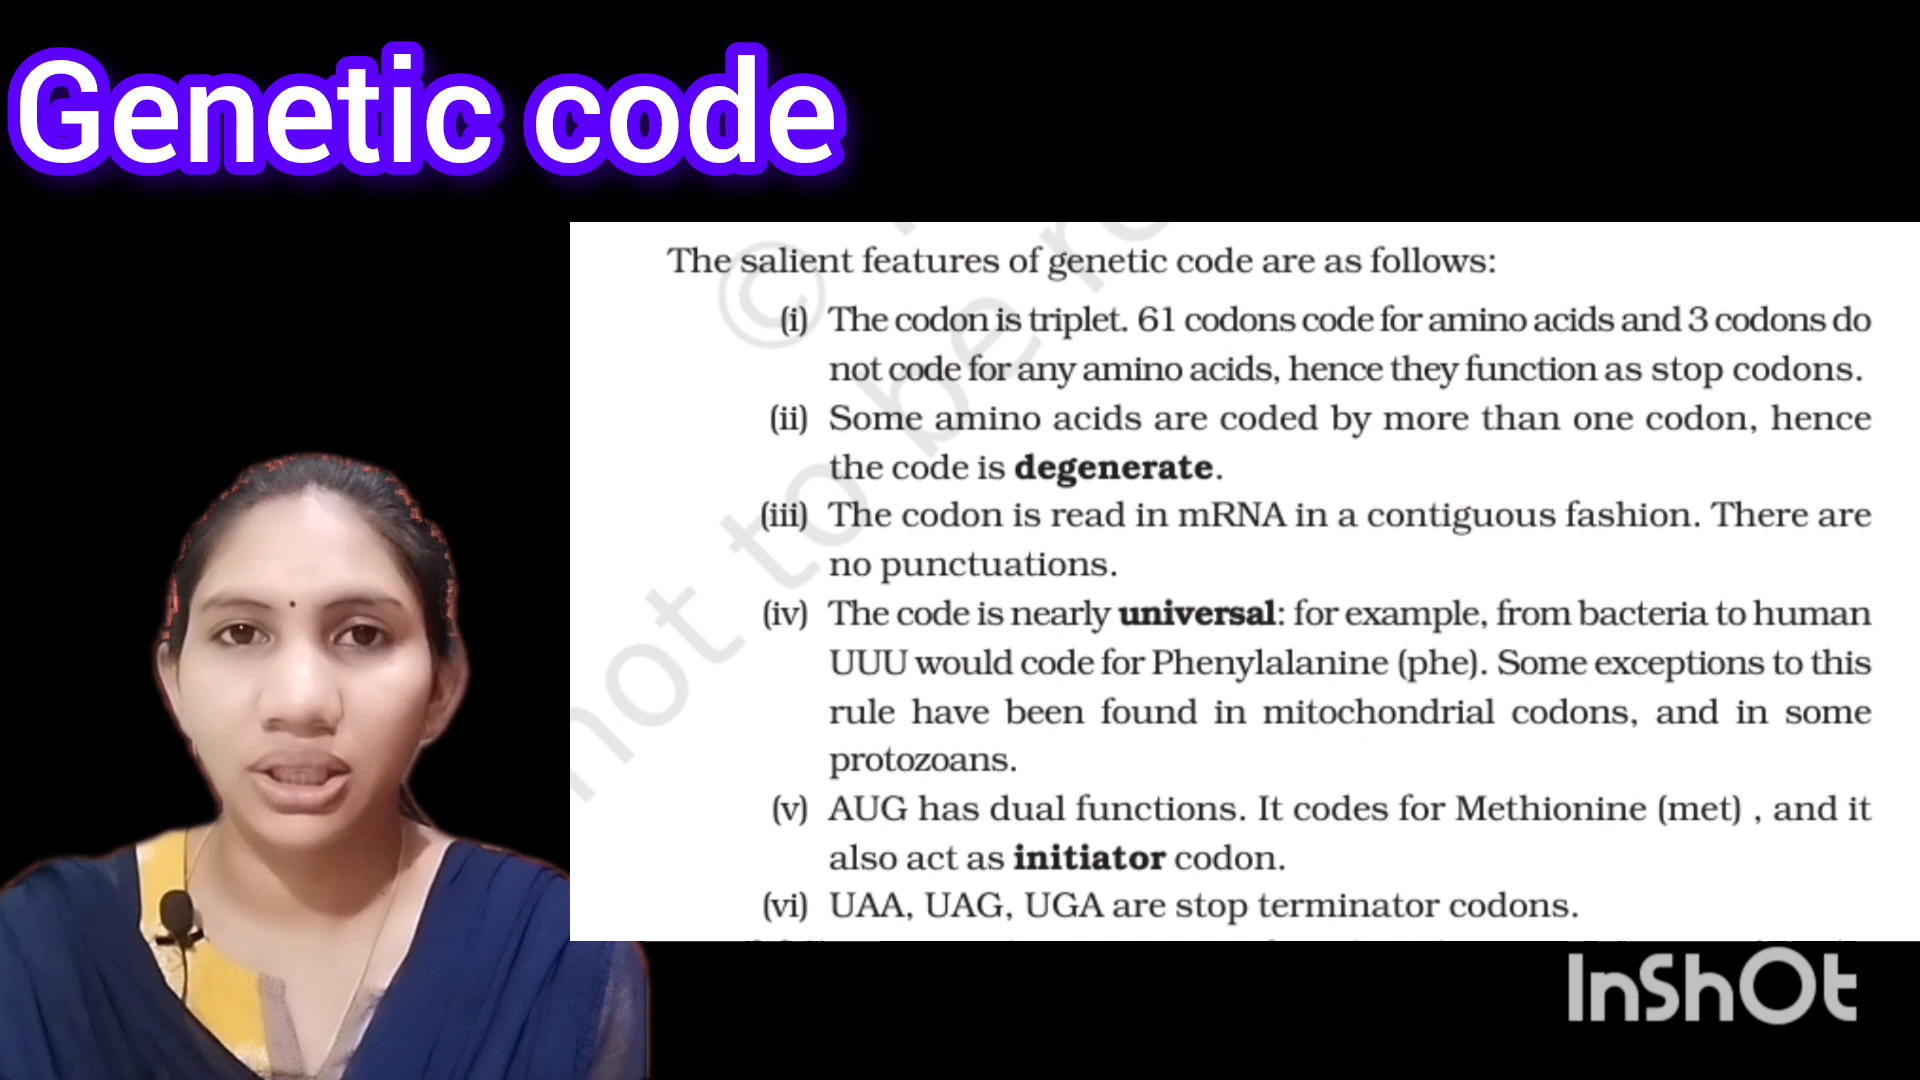 Genetic code
The salient features of genetic code are as follows:
(i) The codon is triplet. 61 codons code for amino acids and 3 codons do
not code for any amino acids, hence they function as stop codons.
(ii) Some amino acids are coded by more than one codon, hence
the code is degenerate.
(iii) The codon is read in mRNA in a contiguous fashion. There are
no punctuations.
(iv) The code is nearly universal: for example, from bacteria to human
UUU would code for Phenylalanine (phe). Some exceptions to this
rule have been found in mitochondrial codons, and in some
protozoans.
(v) AUG has dual functions. It codes for Methionine (met) , and it
also act as initiator codon.
(vi) UAA, UAG, UGA are stop terminator codons.
© not to be
InShOt